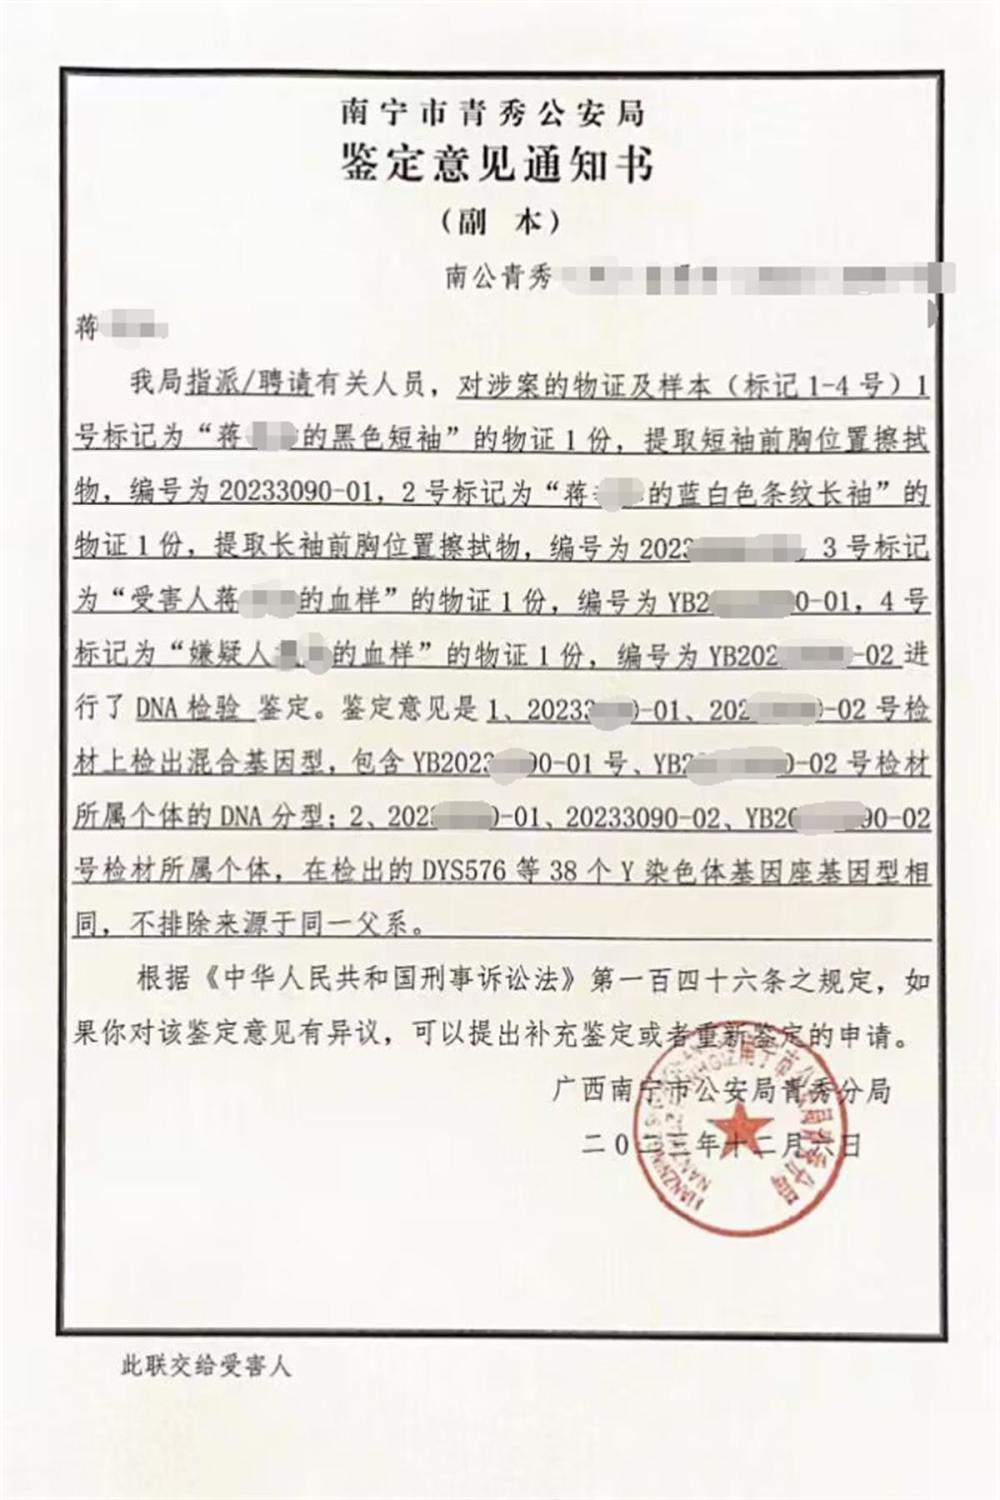 南宁市青秀公安局
鉴定意见通知书
（副 本）
南公青秀
蒋
我局指派/聘请有关人员，对涉案的物证及样本（标记1-4号）1
号标记为“蒋 的黑色短袖”的物证1份，提取短袖前胸位置擦拭
物，编号为20233090-01，2号标记为“蒋 的蓝白色条纹长袖”的
物证1份，提取长袖前胸位置擦拭物，编号为2023 ，3号标记
为“受害人蒋 的血样”的物证1份，编号为YB2 0-01，4号
标记为“嫌疑人 的血样”的物证1份，编号为YB202 -02进
行了DNA检验 鉴定。鉴定意见是1、20233 0-01、202 -02号检
材上检出混合基因型，包含YB2023 90-01号、YB2 0-02号检材
所属个体的DNA分型；2、202 0-01、20233090-02、YB20 90-02
号检材所属个体，在检出的DYS576等38个Y染色体基因座基因型相
同，不排除来源于同一父系。
根据《中华人民共和国刑事诉讼法》第一百四十六条之规定，如
果你对该鉴定意见有异议，可以提出补充鉴定或者重新鉴定的申请。
广西南宁市公安局青秀分局
二〇二三年十二月六日
此联交给受害人